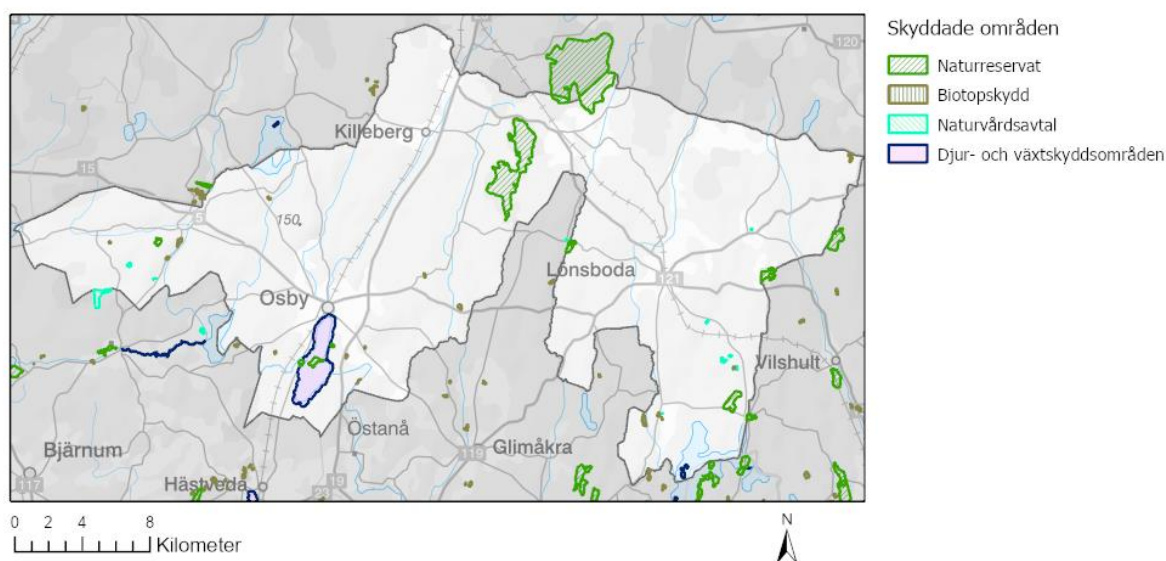 Skyddade områden
Naturreservat
Biotopskydd
Naturvårdsavtal
Djur- och växtskyddsområden
120
Killeberg
15
15
150
Lönsboda
121
Osby
Vilshult
Östanå
Glimåkra
Bjärnum
119
117
Hästveda
19
23
0 2 4 8
Kilometer
N